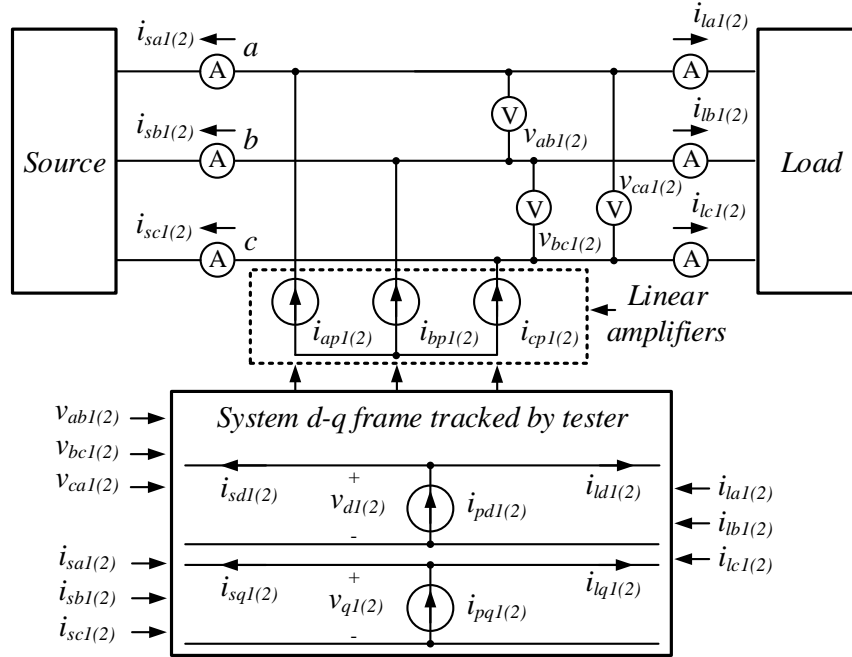 i_sa1(2) a i_la1(2)
A A
V
i_sb1(2) b v_ab1(2) i_lb1(2)
Source A A Load
v_ca1(2)
i_sc1(2) c V V i_lc1(2)
v_bc1(2)
A A
i_ap1(2) i_bp1(2) i_cp1(2)
Linear
amplifiers
System d-q frame tracked by tester
v_ab1(2)
v_bc1(2)
v_ca1(2)
i_sd1(2) + v_d1(2) - i_pd1(2) i_ld1(2)
i_la1(2)
i_lb1(2)
i_lc1(2)
i_sa1(2)
i_sb1(2)
i_sc1(2)
i_sq1(2) + v_q1(2) - i_pq1(2) i_lq1(2)